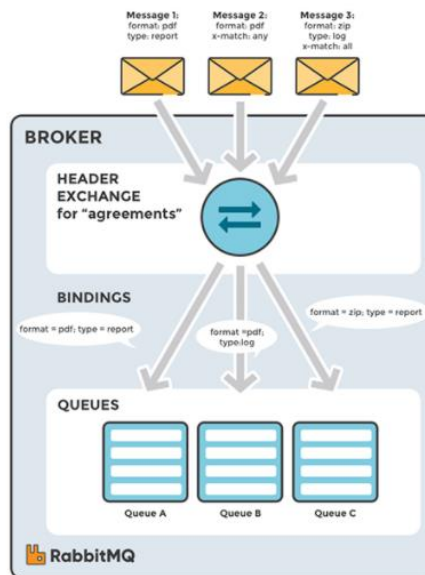 Message 1:
format: pdf
type: report
Message 2:
format: pdf
x-match: any
Message 3:
format: zip
type: log
x-match: all
BROKER
HEADER
EXCHANGE
for "agreements"
BINDINGS
format = pdf; type = report
format =pdf;
type:log
format = zip; type = report
QUEUES
Queue A
Queue B
Queue C
RabbitMQ